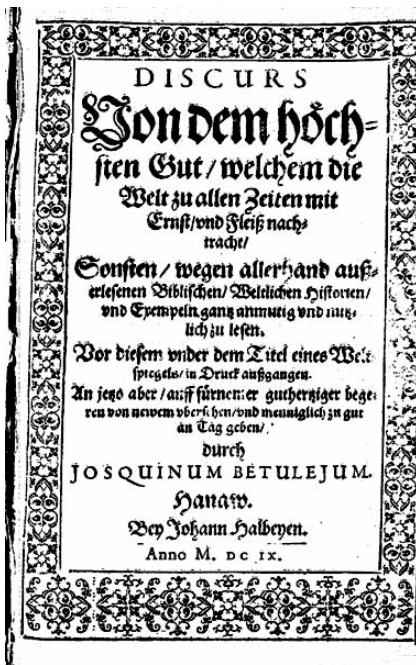 DISCURS
Von dem höch=
sten Gut / welchem die
Welt zu allen Zeiten mit
Ernst / vnd Fleiß nach=
tracht /
Sonsten / wegen allerhand auß=
erlesenen Biblischen / Weltlichen Historien /
vnd Exempeln gantz anmutig vnd nutz=
lich zu lesen.
Vor diesem vnder dem Titel eines Welt
spiegels / in Druck außgangen.
An jetzo aber / auff fürnemer guthertziger bege=
ren von newem vbersehen / vnd menniglich zu gut
an Tag geben /
durch
JOSQUINUM BETULEJUM.
Hanaw.
Bey Johann Halbeyen.
Anno M. DC IX.